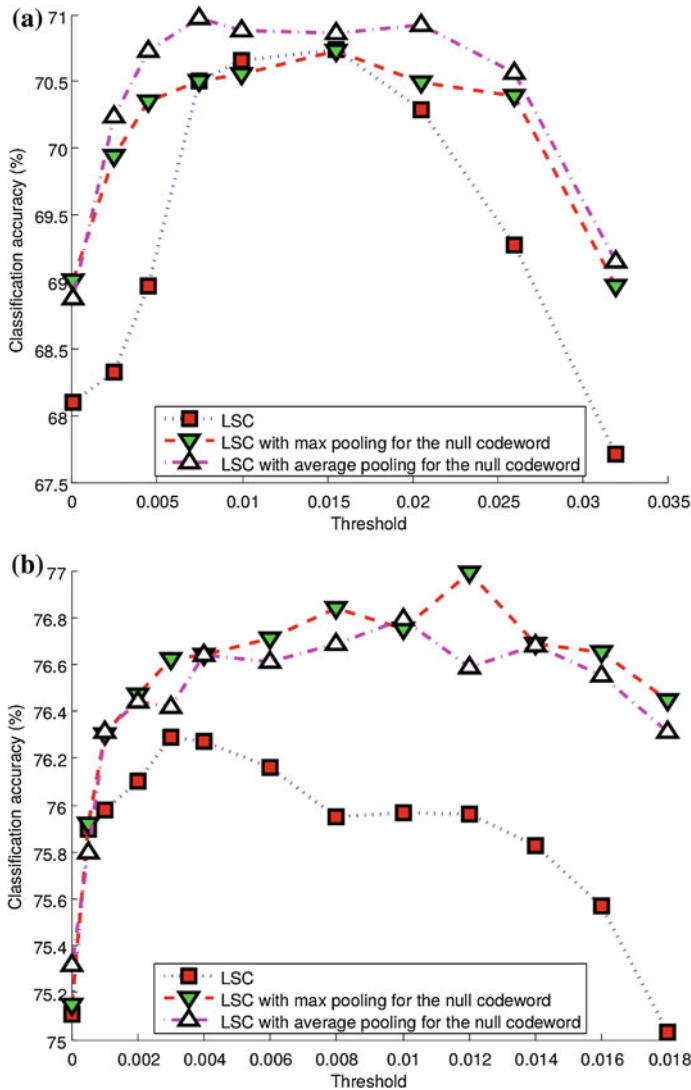 (a)
71
70.5
70
69.5
69
68.5
68
67.5
Classification accuracy (%)
LSC
LSC with max pooling for the null codeword
LSC with average pooling for the null codeword
0 0.005 0.01 0.015 0.02 0.025 0.03 0.035
Threshold
(b)
77
76.8
76.6
76.4
76.2
76
75.8
75.6
75.4
75.2
75
Classification accuracy (%)
LSC
LSC with max pooling for the null codeword
LSC with average pooling for the null codeword
0 0.002 0.004 0.006 0.008 0.01 0.012 0.014 0.016 0.018
Threshold